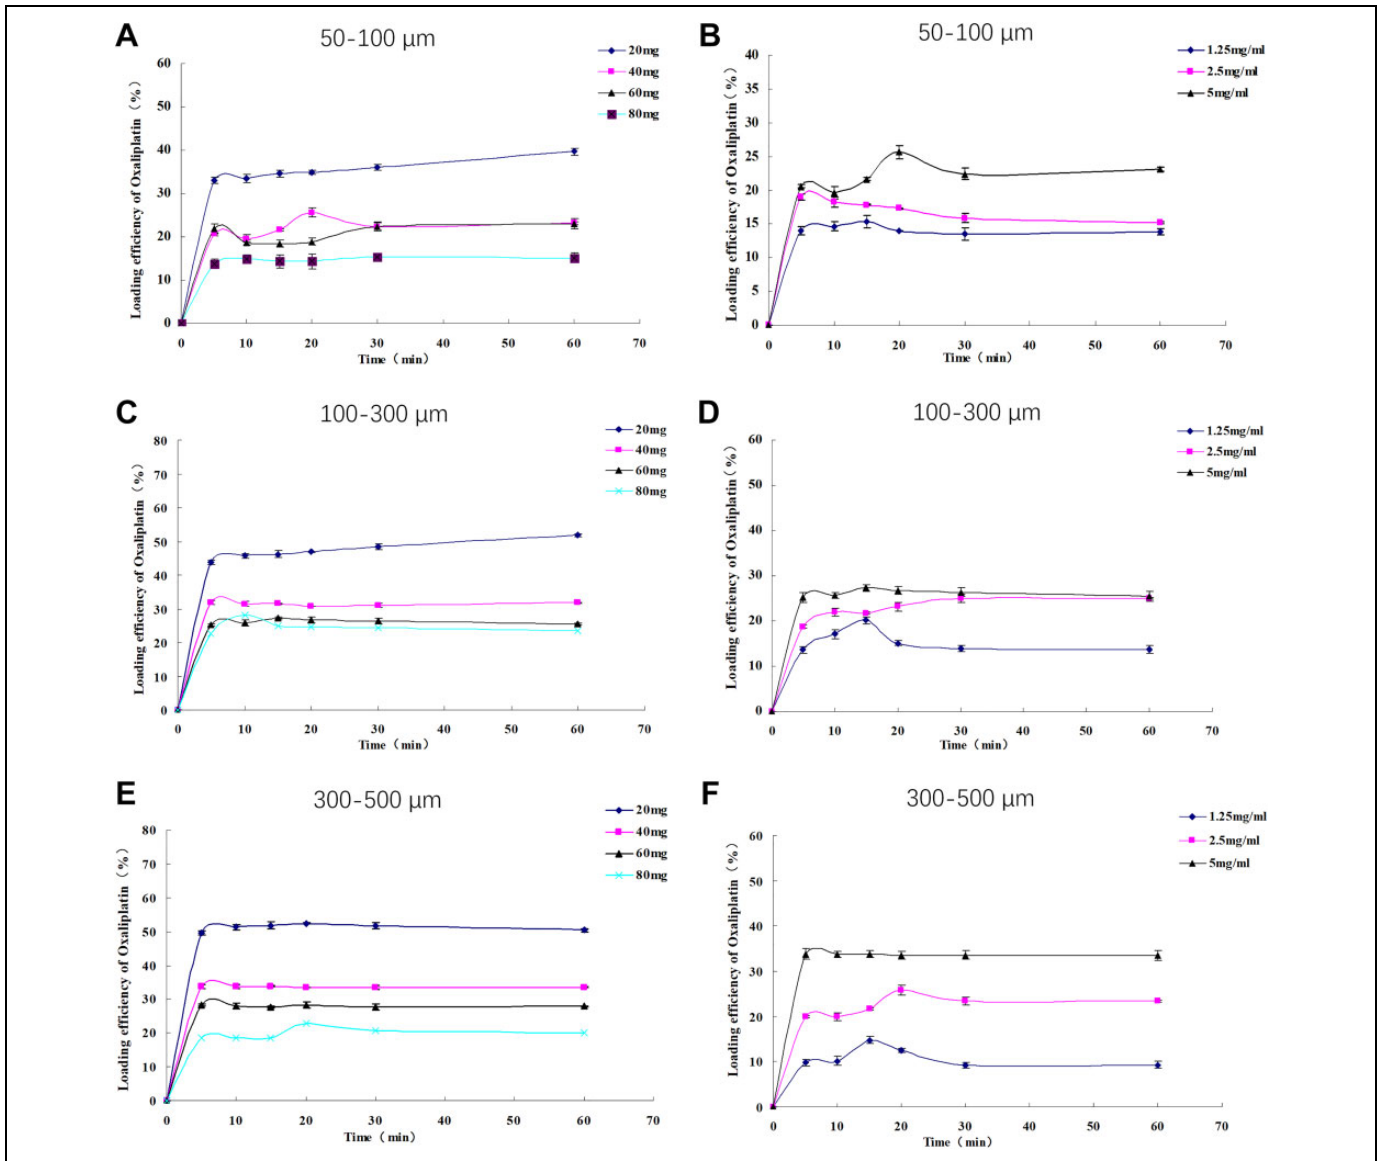 A
50-100 μm
20mg
40mg
60mg
80mg
Loading efficiency of Oxaliplatin（%）
60
50
40
30
20
10
0
0 10 20 30 40 50 60 70
Time（min）
B
50-100 μm
1.25mg/ml
2.5mg/ml
5mg/ml
Loading efficiency of Oxaliplatin（%）
40
35
30
25
20
15
10
5
0
0 10 20 30 40 50 60 70
Time（min）
C
100-300 μm
20mg
40mg
60mg
80mg
Loading efficiency of Oxaliplatin（%）
80
70
60
50
40
30
20
10
0
0 10 20 30 40 50 60 70
Time（min）
D
100-300 μm
1.25mg/ml
2.5mg/ml
5mg/ml
Loading efficiency of Oxaliplatin（%）
60
50
40
30
20
10
0
0 10 20 30 40 50 60 70
Time（min）
E
300-500 μm
20mg
40mg
60mg
80mg
Loading efficiency of Oxaliplatin（%）
80
70
60
50
40
30
20
10
0
0 10 20 30 40 50 60 70
Time（min）
F
300-500 μm
1.25mg/ml
2.5mg/ml
5mg/ml
Loading efficiency of Oxaliplatin（%）
60
50
40
30
20
10
0
0 10 20 30 40 50 60 70
Time（min）